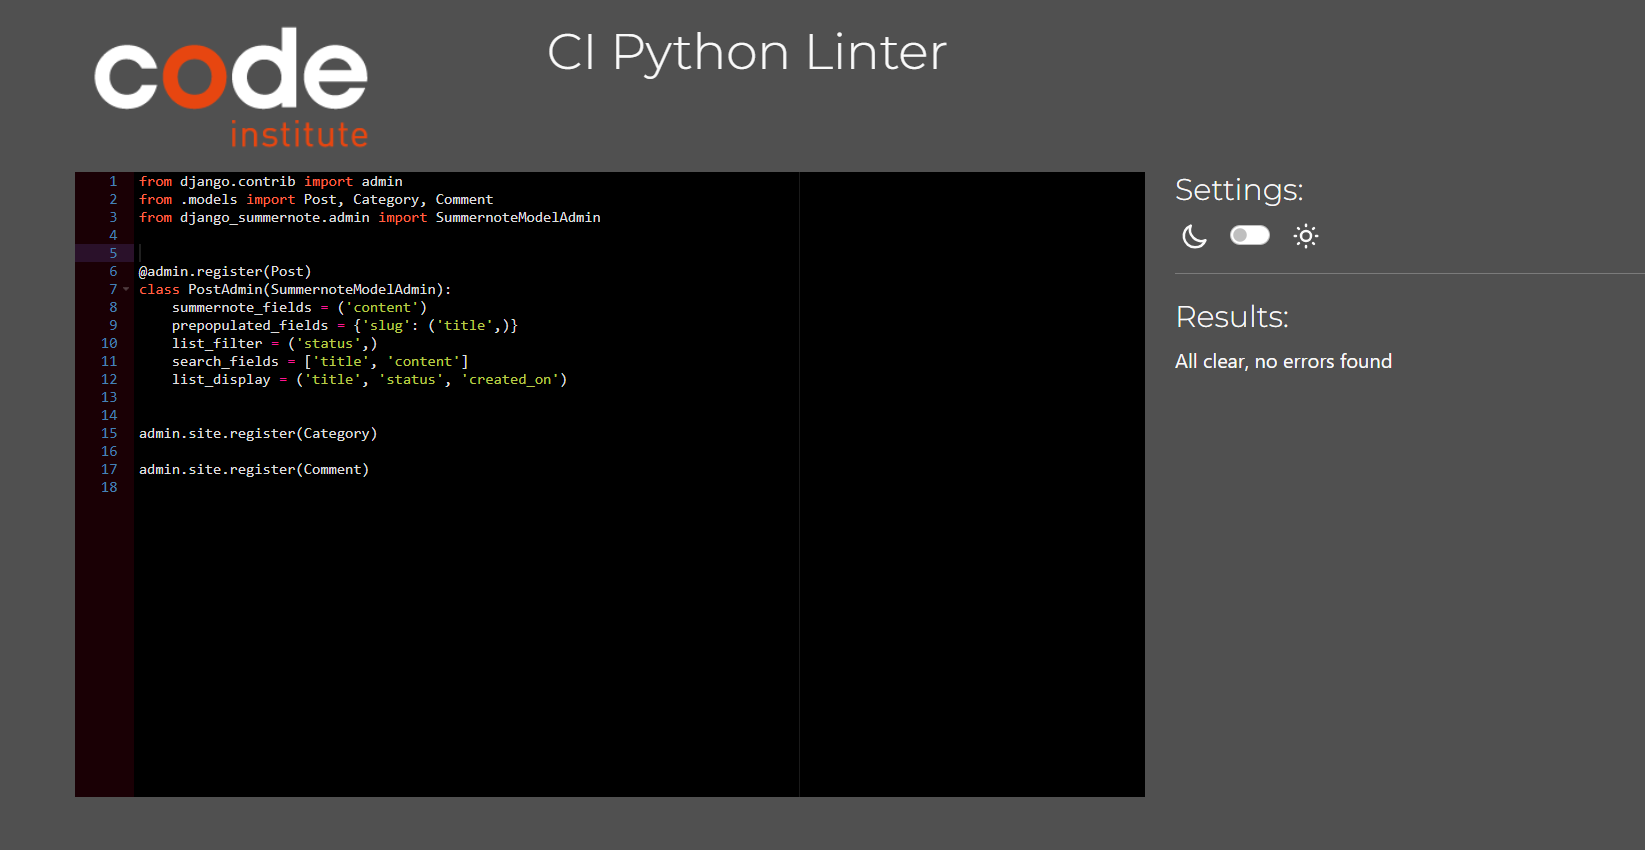 code
institute
CI Python Linter
1 from django.contrib import admin
2 from .models import Post, Category, Comment
3 from django_summernote.admin import SummernoteModelAdmin
4
5
6 @admin.register(Post)
7 class PostAdmin(SummernoteModelAdmin):
8     summernote_fields = ('content')
9     prepopulated_fields = {'slug': ('title',)}
10     list_filter = ('status',)
11     search_fields = ['title', 'content']
12     list_display = ('title', 'status', 'created_on')
13
14
15 admin.site.register(Category)
16
17 admin.site.register(Comment)
18
Settings:
Results:
All clear, no errors found